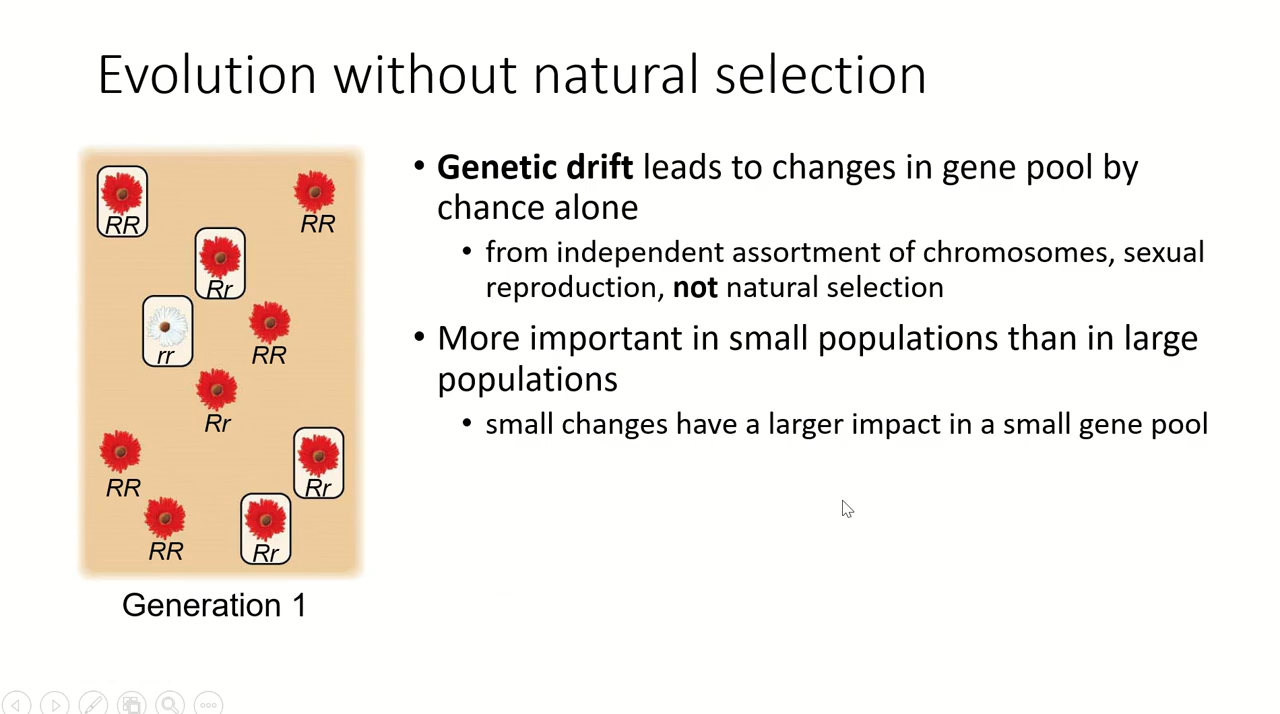 Evolution without natural selection
RR
RR
Rr
rr
RR
Rr
RR
Rr
RR
Rr
Generation 1
• Genetic drift leads to changes in gene pool by
chance alone
• from independent assortment of chromosomes, sexual
reproduction, not natural selection
• More important in small populations than in large
populations
• small changes have a larger impact in a small gene pool